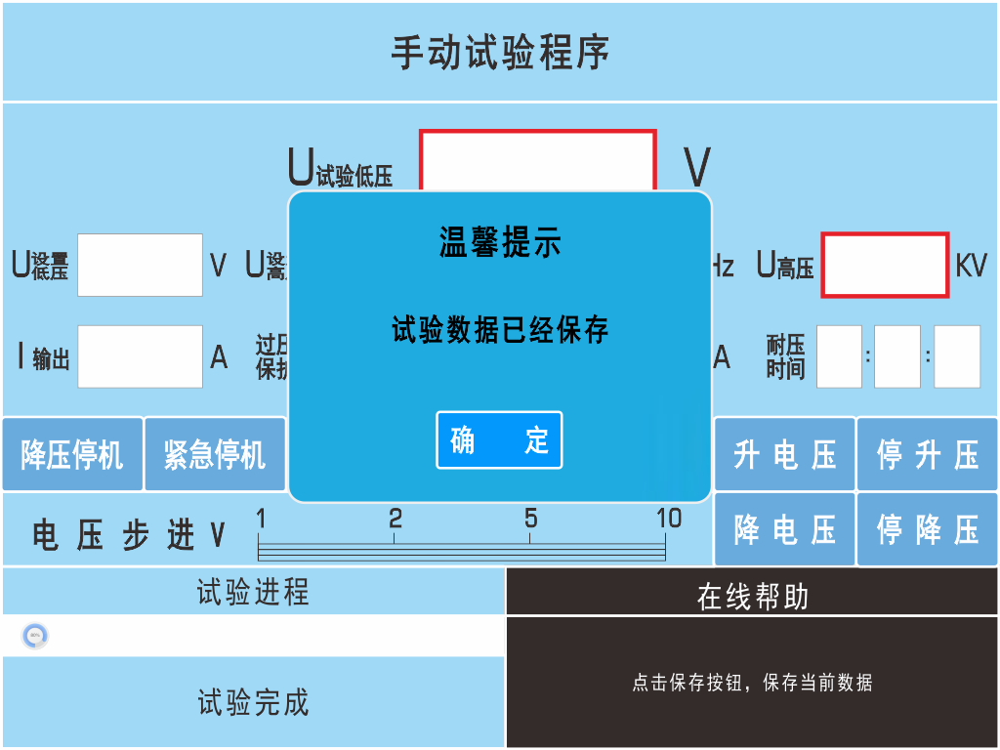 手动试验程序
U试验低压 V
U设置低压 V U设 Hz U高压 KV
I 输出 A 过压保护 A 耐压时间 : :
温馨提示
试验数据已经保存
确 定
降压停机 紧急停机 升电压 停升压
电压步进V 1 2 5 10 降电压 停降压
试验进程 在线帮助
试验完成 点击保存按钮，保存当前数据